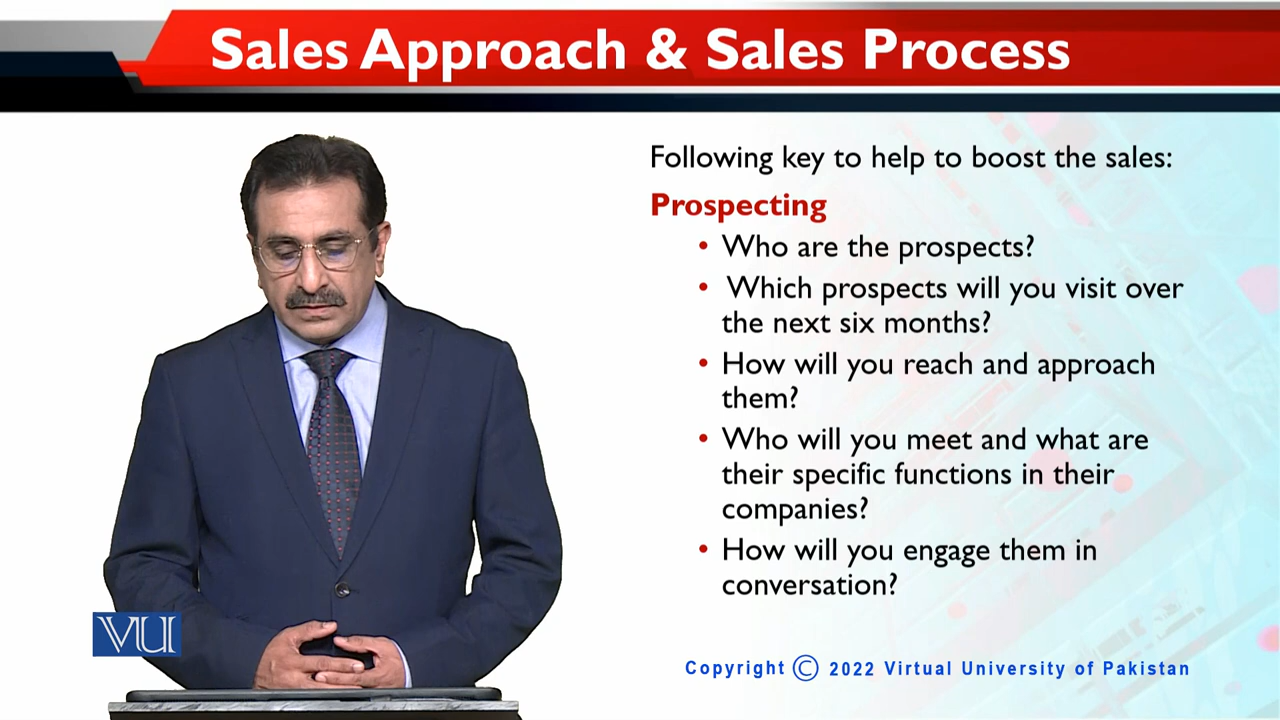 Sales Approach & Sales Process
Following key to help to boost the sales:
Prospecting
• Who are the prospects?
• Which prospects will you visit over
the next six months?
• How will you reach and approach
them?
• Who will you meet and what are
their specific functions in their
companies?
• How will you engage them in
conversation?
VU
Copyright © 2022 Virtual University of Pakistan